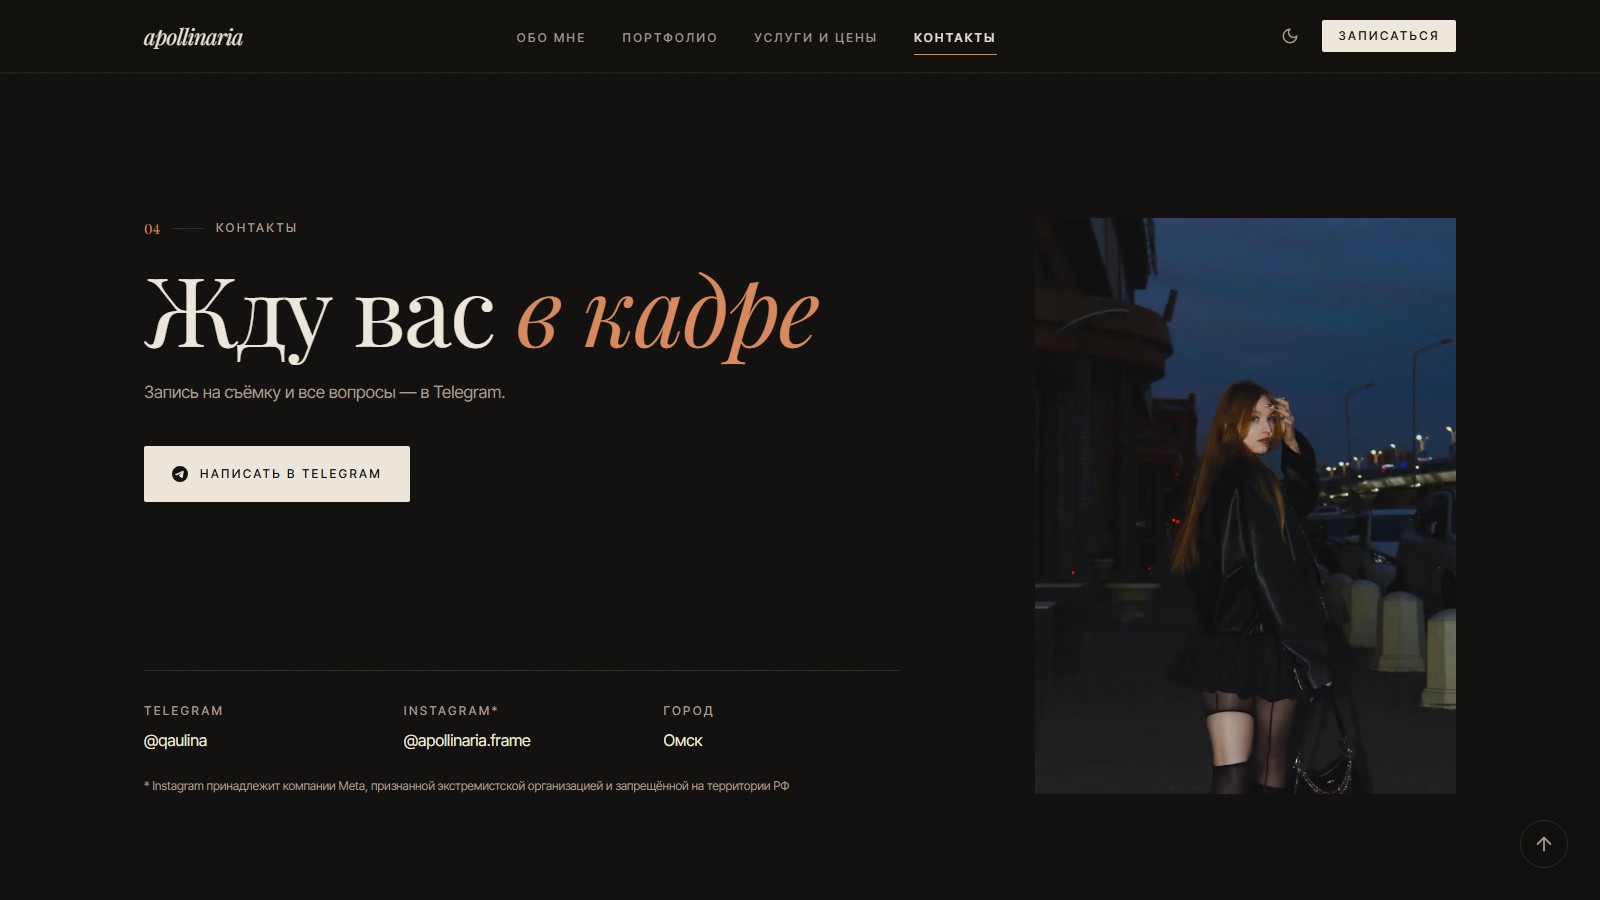 apollinaria
ОБО МНЕ
ПОРТФОЛИО
УСЛУГИ И ЦЕНЫ
КОНТАКТЫ
ЗАПИСАТЬСЯ
04
КОНТАКТЫ
Жду вас в кадре
Запись на съёмку и все вопросы — в Telegram.
НАПИСАТЬ В TELEGRAM
TELEGRAM
@qaulina
INSTAGRAM*
@apollinaria.frame
ГОРОД
Омск
* Instagram принадлежит компании Meta, признанной экстремистской организацией и запрещённой на территории РФ